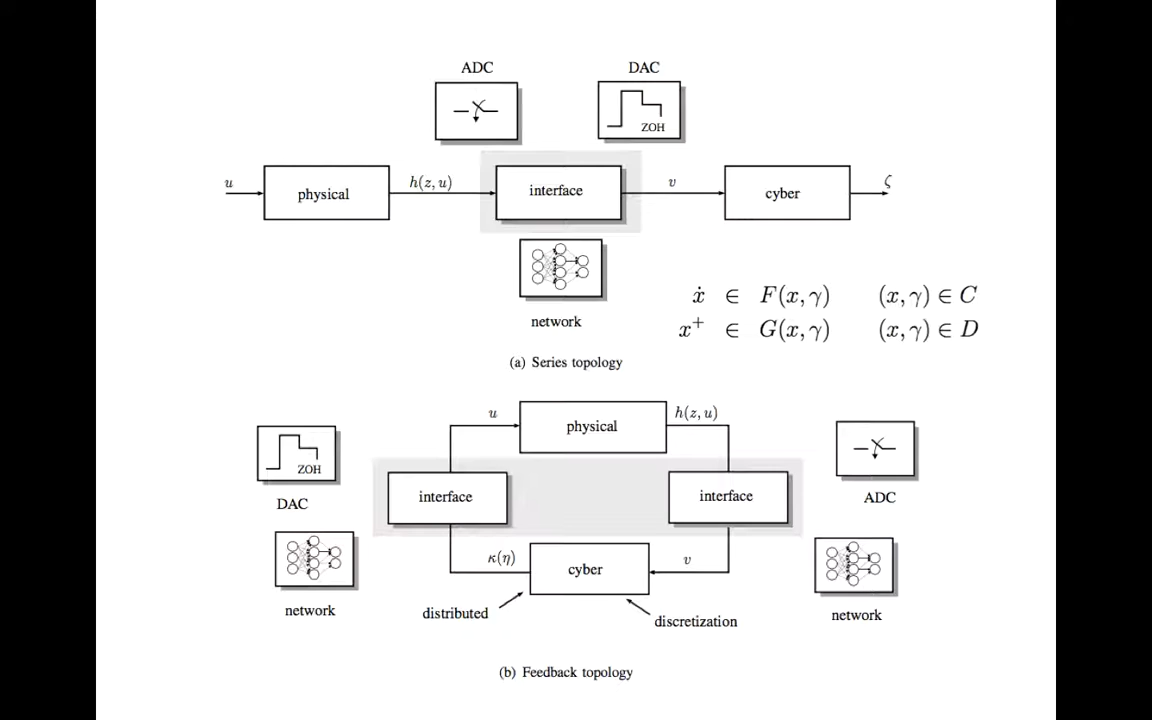 ADC DAC
ZOH
u physical h(z, u) interface v cyber ζ
network
ẋ ∈ F(x, γ) (x, γ) ∈ C
x⁺ ∈ G(x, γ) (x, γ) ∈ D
(a) Series topology
u physical h(z, u)
ZOH
DAC
interface interface
ADC
κ(η) cyber v
network
distributed
discretization
network
(b) Feedback topology